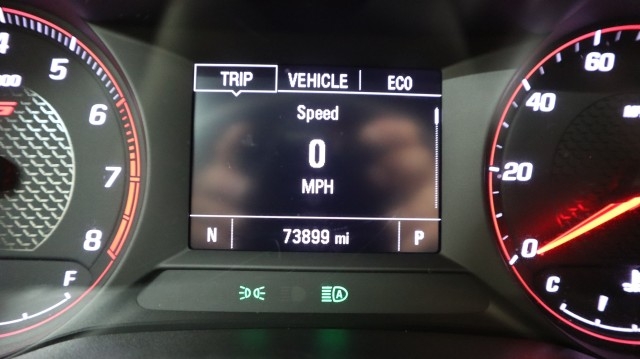 TRIP VEHICLE ECO
Speed
0
MPH
N 73899 mi P
4
5
6
7
8
F
60
40
20
0
C
A